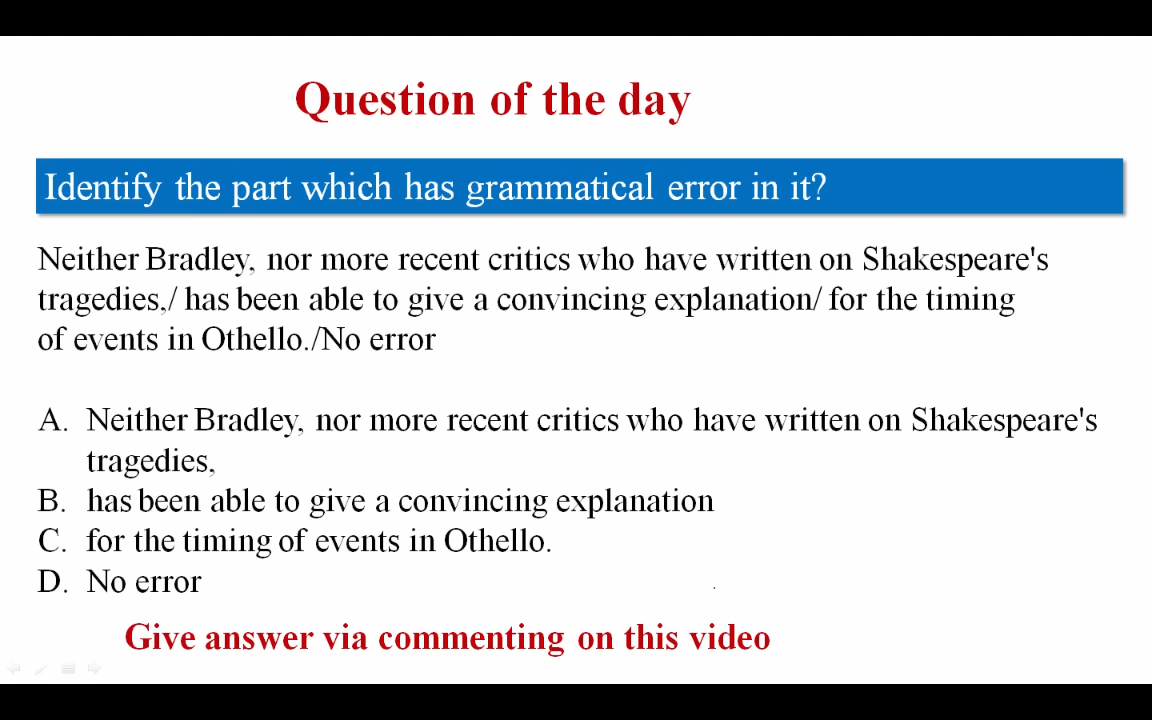 Question of the day
Identify the part which has grammatical error in it?
Neither Bradley, nor more recent critics who have written on Shakespeare's
tragedies,/ has been able to give a convincing explanation/ for the timing
of events in Othello./No error
A. Neither Bradley, nor more recent critics who have written on Shakespeare's
tragedies,
B. has been able to give a convincing explanation
C. for the timing of events in Othello.
D. No error
Give answer via commenting on this video